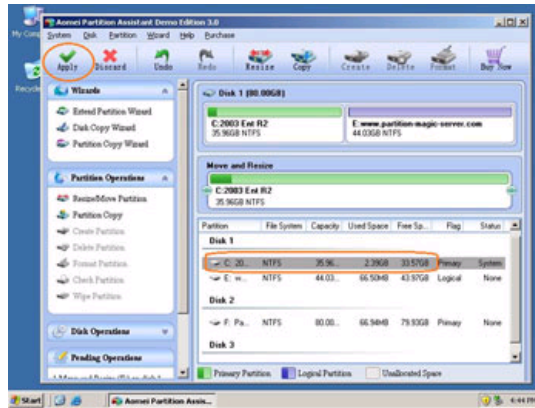 Aomei Partition Assistant Demo Edition 3.0
My Comp
System Disk Partition Wizard Help Purchase
Apply Discard Undo Redo Resize Copy Create Delete Format Buy Now
Recycle
Wizards
Extend Partition Wizard
Disk Copy Wizard
Partition Copy Wizard
Partition Operations
Resize/Move Partition
Partition Copy
Create Partition
Delete Partition
Format Partition
Check Partition
Wipe Partition
Disk Operations
Pending Operations
Disk 1 (80.00GB)
C:2003 Ent R2
35.96GB NTFS
E:www.partition-magic-server.com
44.03GB NTFS
Move and Resize
C:2003 Ent R2
35.96GB NTFS
Partition File System Capacity Used Space Free Sp... Flag Status
Disk 1
C: 20... NTFS 35.96... 2.39GB 33.57GB Primary System
E: w... NTFS 44.03... 66.50MB 43.97GB Logical None
Disk 2
F: Pa... NTFS 80.00... 66.94MB 79.93GB Primary None
Disk 3
Primary Partition Logical Partition Unallocated Space
Start Aomei Partition Assis... 4:44 PM